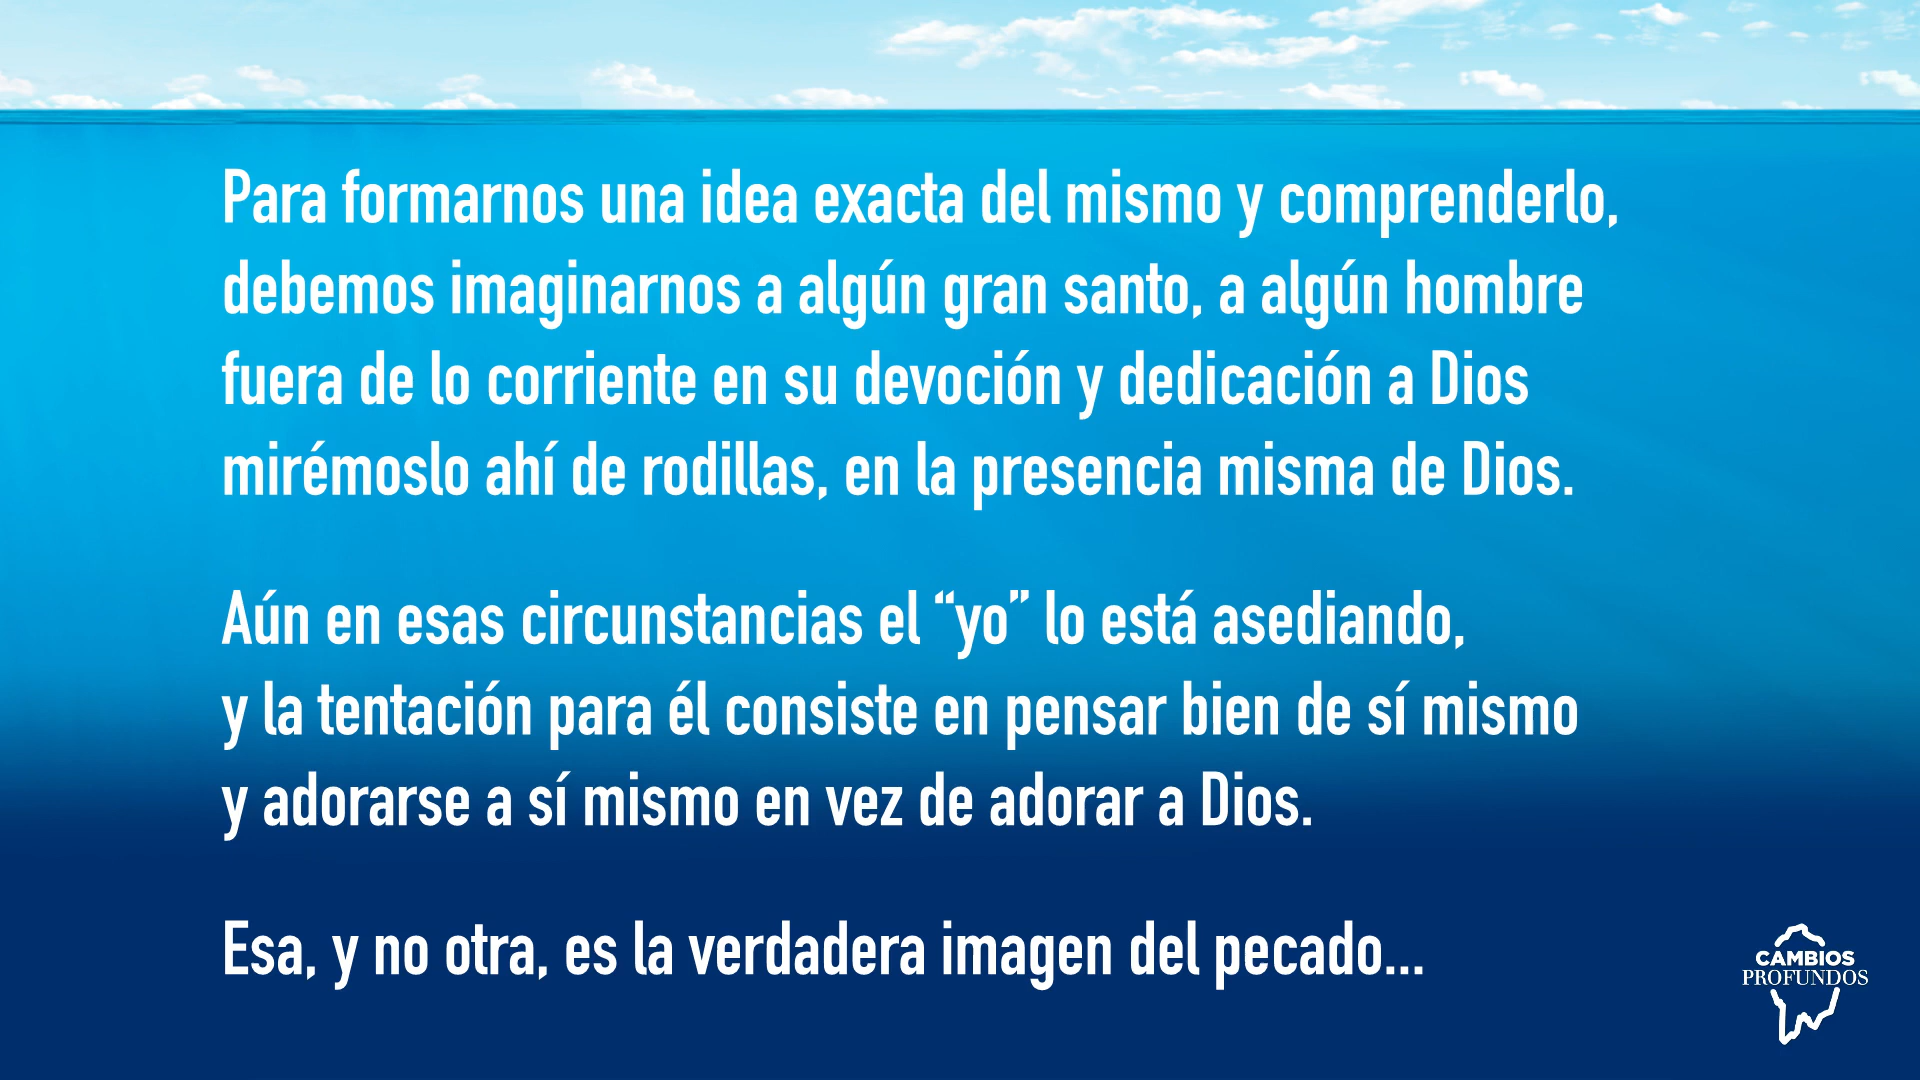 Para formarnos una idea exacta del mismo y comprenderlo,
debemos imaginarnos a algún gran santo, a algún hombre
fuera de lo corriente en su devoción y dedicación a Dios
mirémoslo ahí de rodillas, en la presencia misma de Dios.
Aún en esas circunstancias el “yo” lo está asediando,
y la tentación para él consiste en pensar bien de sí mismo
y adorarse a sí mismo en vez de adorar a Dios.
Esa, y no otra, es la verdadera imagen del pecado...
CAMBIOS
PROFUNDOS